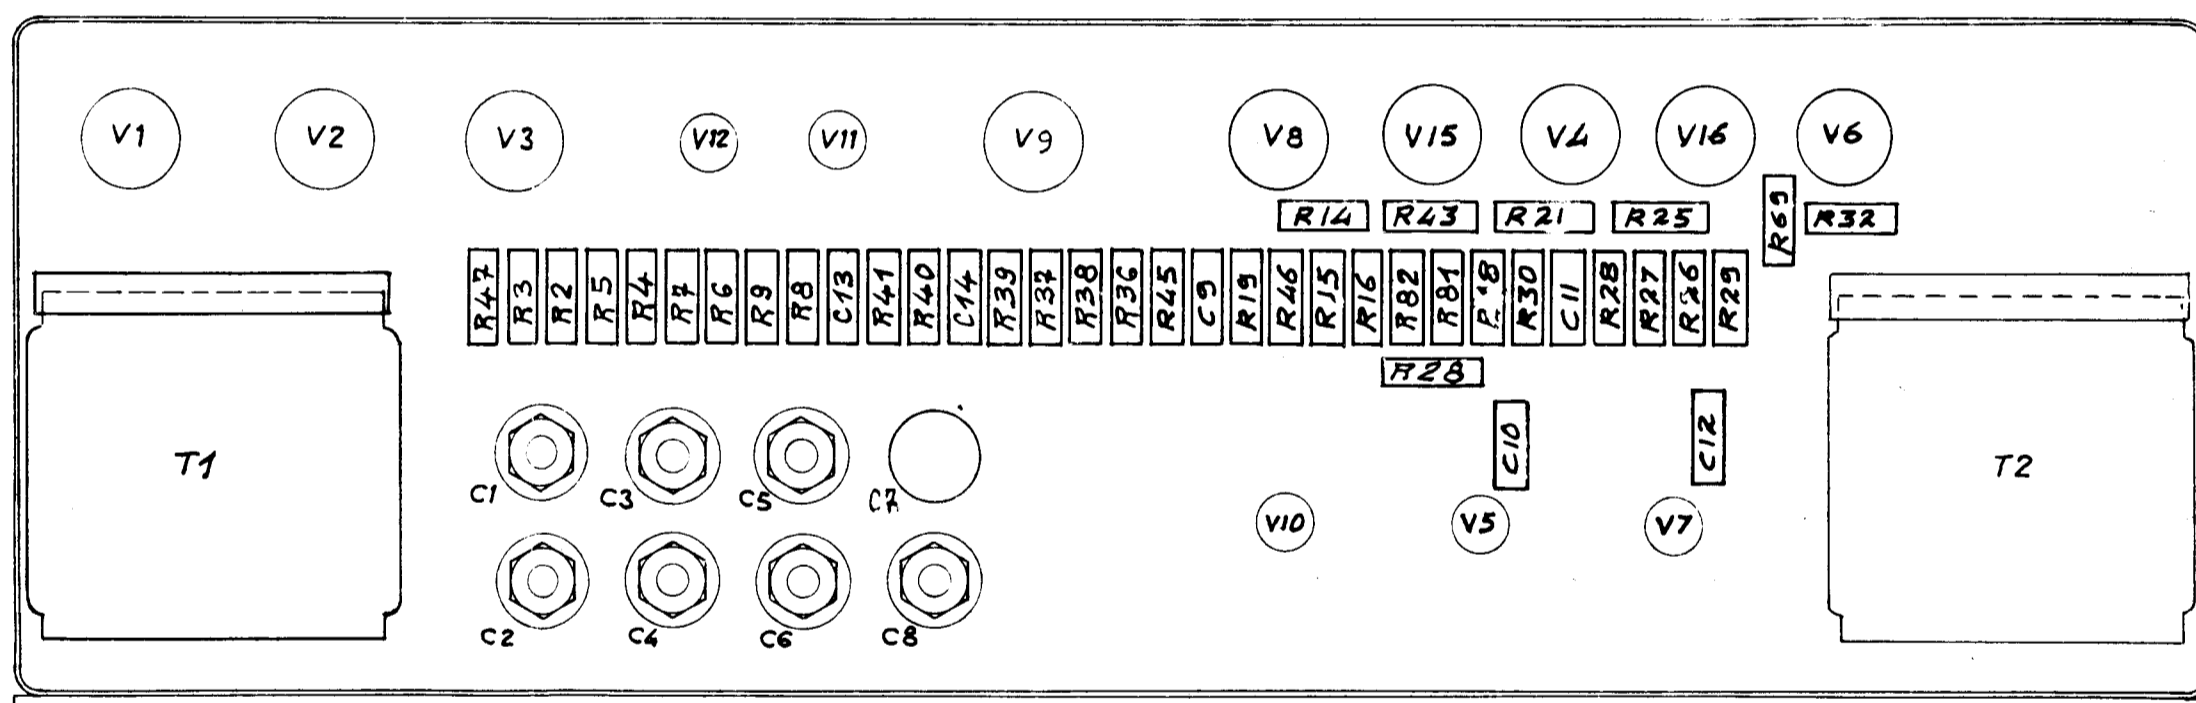 V1 V2 V3 V12 V11 V9 V8 V15 V4 V16 V6
R14 R43 R21 R25 R69 R32
R47 R3 R2 R5 R4 R7 R6 R9 R8 C13 R41 R40 C14 R39 R37 R38 R36 R45 C9 R19 R46 R15 R16 R82 R81 R30 C11 R28 R27 R26 R29
R28
T1 C1 C3 C5 C7 C10 C12 T2
V10 V5 V7
C2 C4 C6 C8